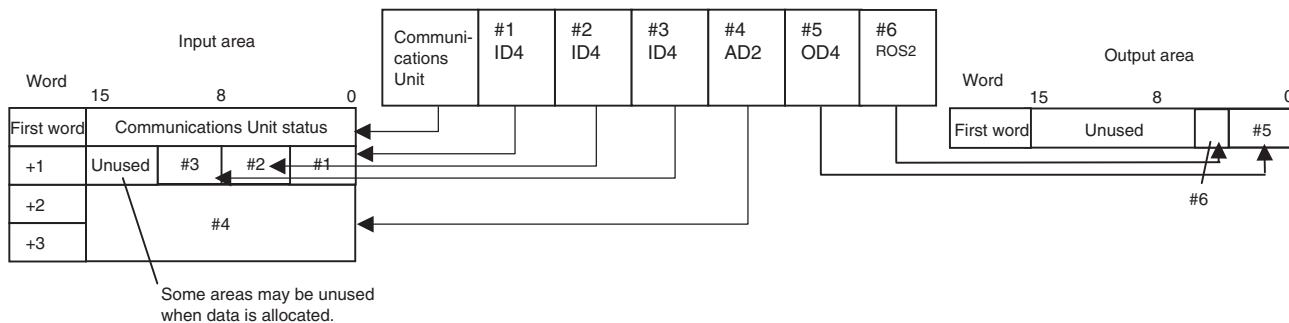 Input area
Word
15 8 0
First word Communications Unit status
+1 Unused #3 #2 #1
+2
#4
+3
Some areas may be unused
when data is allocated.
Communi-
cations
Unit
#1
ID4
#2
ID4
#3
ID4
#4
AD2
#5
OD4
#6
ROS2
Output area
Word
15 8 0
First word Unused #5
#6